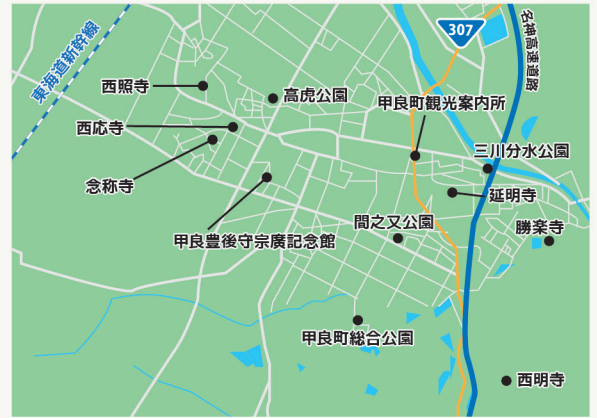 307
名神高速道路
東海道新幹線
西照寺
高虎公園
甲良町観光案内所
西応寺
三川分水公園
念称寺
延明寺
間之又公園
勝楽寺
甲良豊後守宗廣記念館
甲良町総合公園
西明寺